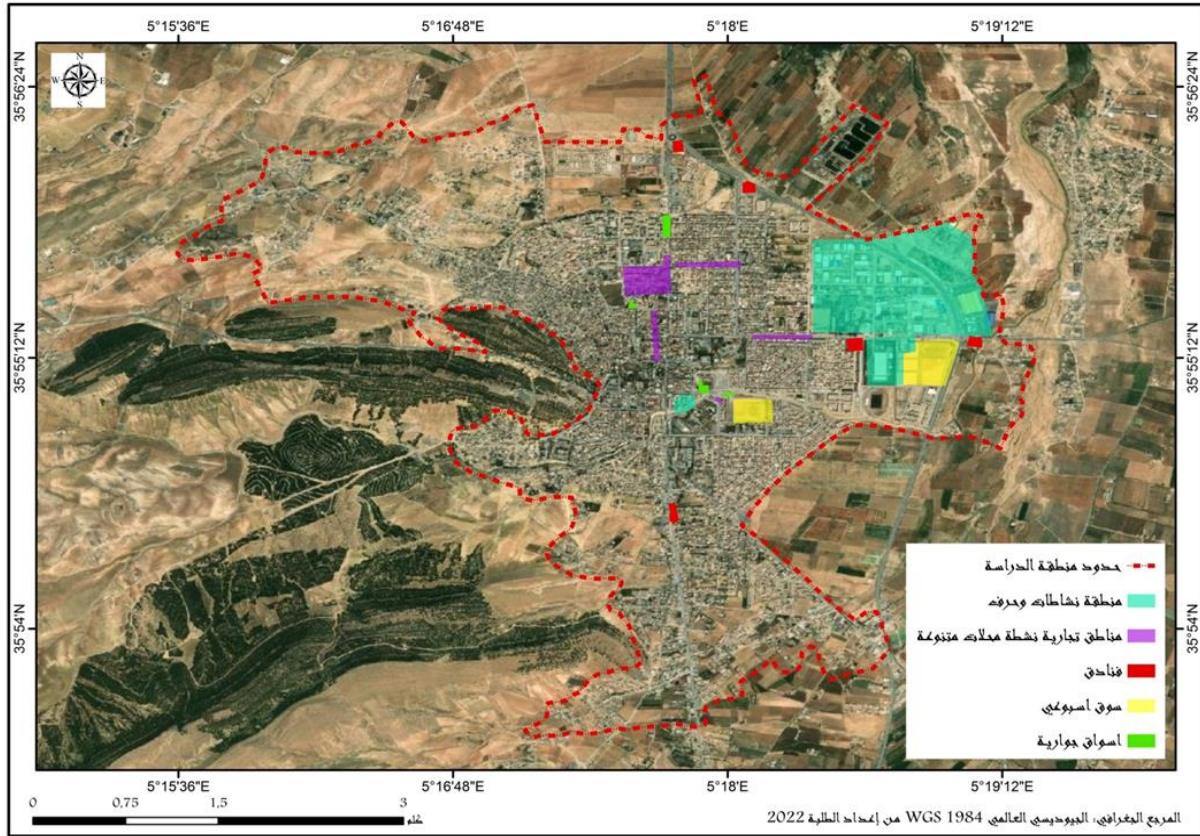 5°15'36"E 5°16'48"E 5°18'E 5°19'12"E
N
W E
S
35°56'24"N 35°56'24"N
35°55'12"N 35°55'12"N
35°54'N 35°54'N
حدود منطقة الدراسة
منطقة نشاطات وحرف
مناطق تجارية نشطة محلات متنوعة
فنادق
سوق اسبوعي
اسواق جوارية
5°15'36"E 5°16'48"E 5°18'E 5°19'12"E
0 0,75 1,5 3
كلم
المرجع الجغرافي: الجيوديسي العالمي WGS 1984 من إعداد الطلبة 2022